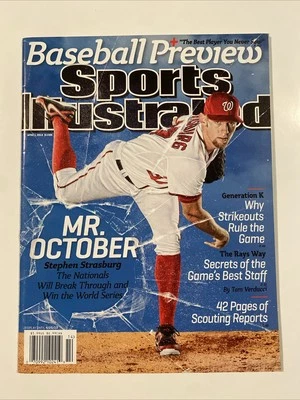 Baseball Preview
+ "The Best Player You Never Saw"
Sports
Illustrated
Generation K
Why
Strikeouts
Rule the
Game
MR.
OCTOBER
Stephen Strasburg
The Nationals
Will Break Through and
Win the World Series
The Rays Way
Secrets of the
Game's Best Staff
By Tom Verducci
42 Pages of
Scouting Reports